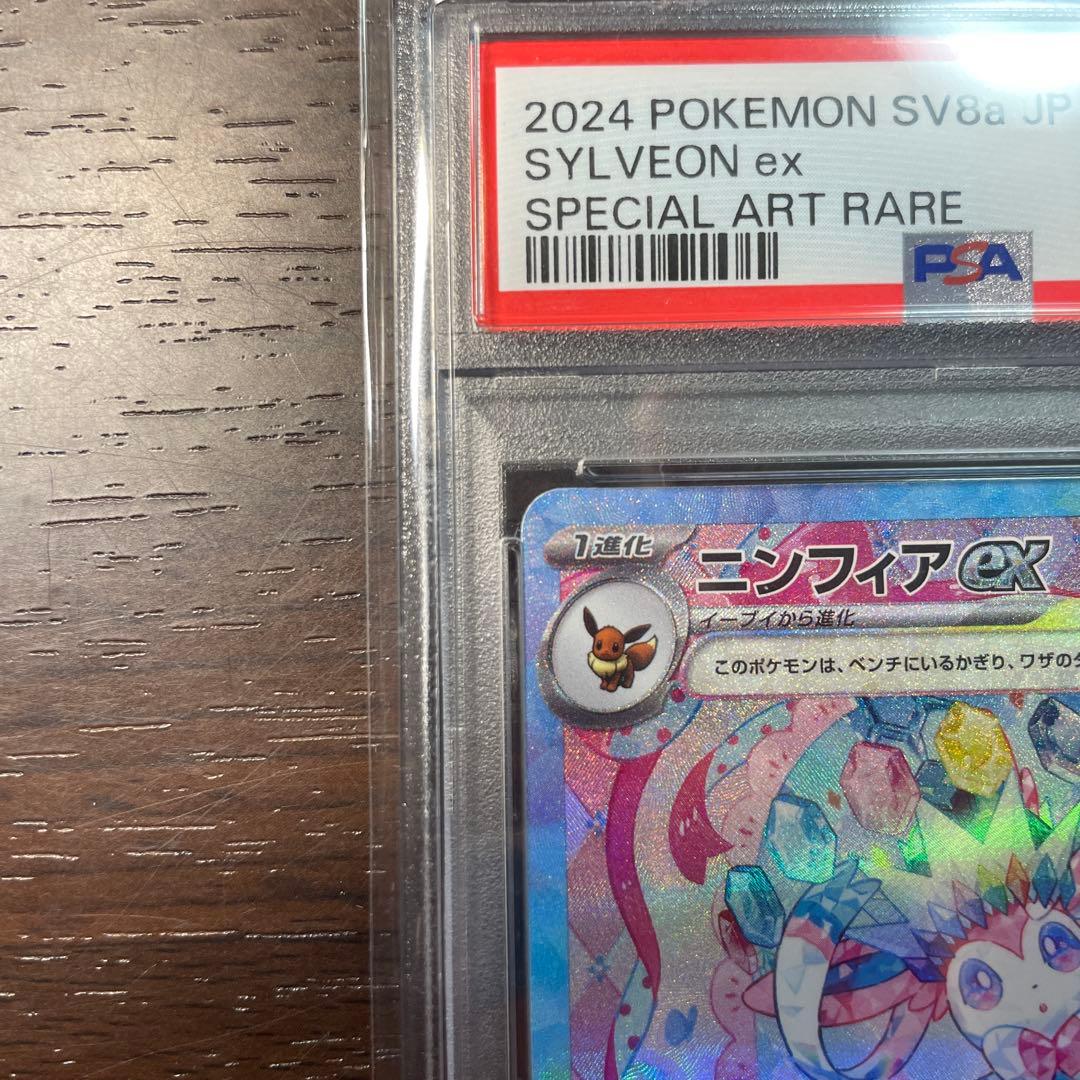 2024 POKEMON SV8a JP
SYLVEON ex
SPECIAL ART RARE
PSA
1進化
ニンフィアex
イーブイから進化
このポケモンは、ベンチにいるかぎり、ワザの